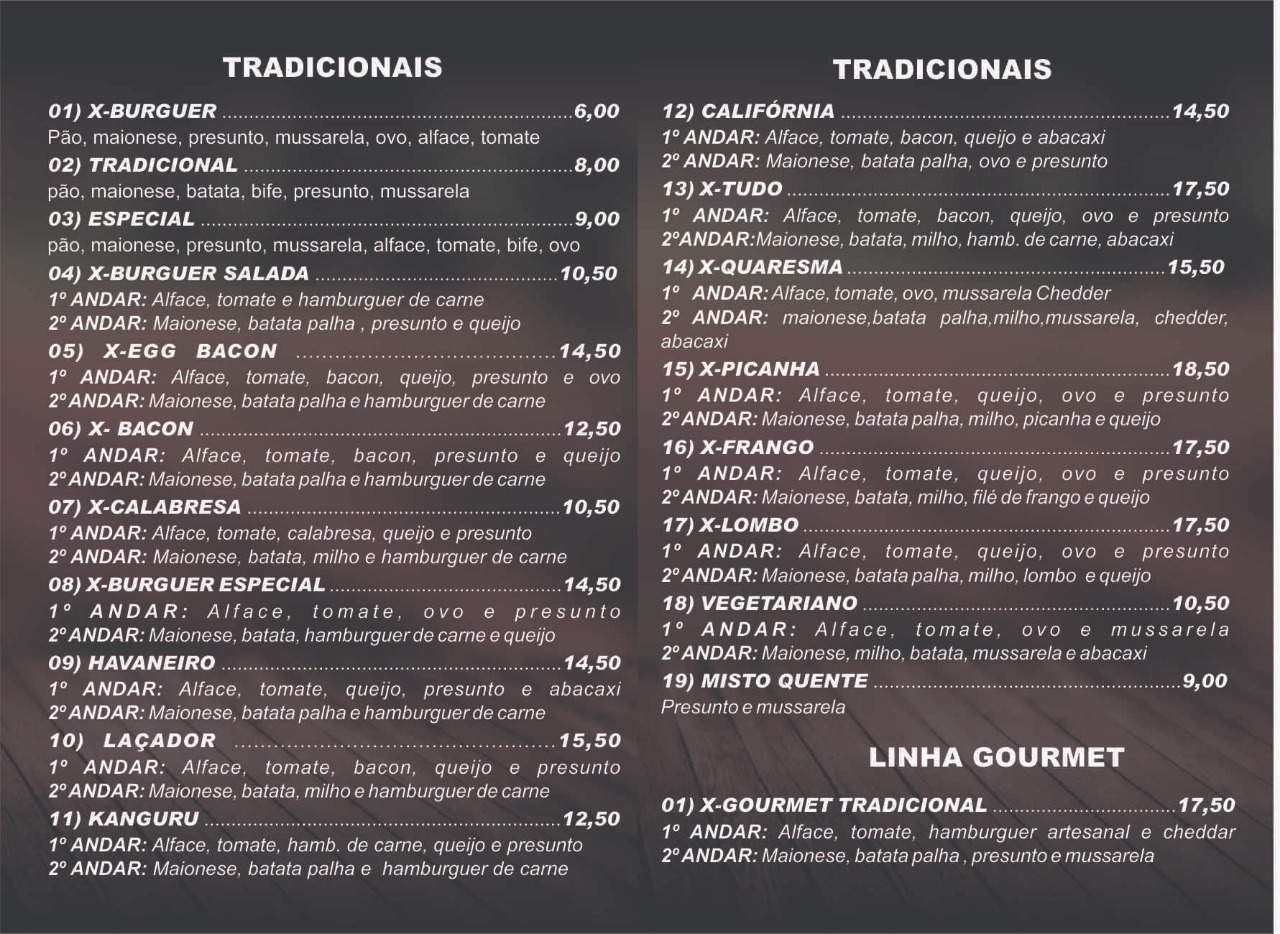 TRADICIONAIS
01) X-BURGUER ........................................................6,00
Pão, maionese, presunto, mussarela, ovo, alface, tomate
02) TRADICIONAL .....................................................8,00
pão, maionese, batata, bife, presunto, mussarela
03) ESPECIAL ............................................................9,00
pão, maionese, presunto, mussarela, alface, tomate, bife, ovo
04) X-BURGUER SALADA .......................................10,50
1º ANDAR: Alface, tomate e hamburguer de carne
2º ANDAR: Maionese, batata palha , presunto e queijo
05) X-EGG BACON .....................................14,50
1º ANDAR: Alface, tomate, bacon, queijo, presunto e ovo
2º ANDAR: Maionese, batata palha e hamburguer de carne
06) X- BACON ..........................................................12,50
1º ANDAR: Alface, tomate, bacon, presunto e queijo
2º ANDAR: Maionese, batata palha e hamburguer de carne
07) X-CALABRESA ..................................................10,50
1º ANDAR: Alface, tomate, calabresa, queijo e presunto
2º ANDAR: Maionese, batata, milho e hamburguer de carne
08) X-BURGUER ESPECIAL .....................................14,50
1º ANDAR: Alface, tomate, ovo e presunto
2º ANDAR: Maionese, batata, hamburguer de carne e queijo
09) HAVANEIRO ......................................................14,50
1º ANDAR: Alface, tomate, queijo, presunto e abacaxi
2º ANDAR: Maionese, batata palha e hamburguer de carne
10) LAÇADOR ..............................................15,50
1º ANDAR: Alface, tomate, bacon, queijo e presunto
2º ANDAR: Maionese, batata, milho e hamburguer de carne
11) KANGURU .........................................................12,50
1º ANDAR: Alface, tomate, hamb. de carne, queijo e presunto
2º ANDAR: Maionese, batata palha e hamburguer de carne
TRADICIONAIS
12) CALIFÓRNIA .....................................................14,50
1º ANDAR: Alface, tomate, bacon, queijo e abacaxi
2º ANDAR: Maionese, batata palha, ovo e presunto
13) X-TUDO .............................................................17,50
1º ANDAR: Alface, tomate, bacon, queijo, ovo e presunto
2ºANDAR:Maionese, batata, milho, hamb. de carne, abacaxi
14) X-QUARESMA ...................................................15,50
1º ANDAR: Alface, tomate, ovo, mussarela Chedder
2º ANDAR: maionese,batata palha,milho,mussarela, chedder,
abacaxi
15) X-PICANHA .......................................................18,50
1º ANDAR: Alface, tomate, queijo, ovo e presunto
2º ANDAR: Maionese, batata palha, milho, picanha e queijo
16) X-FRANGO ........................................................17,50
1º ANDAR: Alface, tomate, queijo, ovo e presunto
2º ANDAR: Maionese, batata, milho, filé de frango e queijo
17) X-LOMBO ..........................................................17,50
1º ANDAR: Alface, tomate, queijo, ovo e presunto
2º ANDAR: Maionese, batata palha, milho, lombo e queijo
18) VEGETARIANO .................................................10,50
1º ANDAR: Alface, tomate, ovo e mussarela
2º ANDAR: Maionese, milho, batata, mussarela e abacaxi
19) MISTO QUENTE .................................................9,00
Presunto e mussarela
LINHA GOURMET
01) X-GOURMET TRADICIONAL .............................17,50
1º ANDAR: Alface, tomate, hamburguer artesanal e cheddar
2º ANDAR: Maionese, batata palha , presunto e mussarela